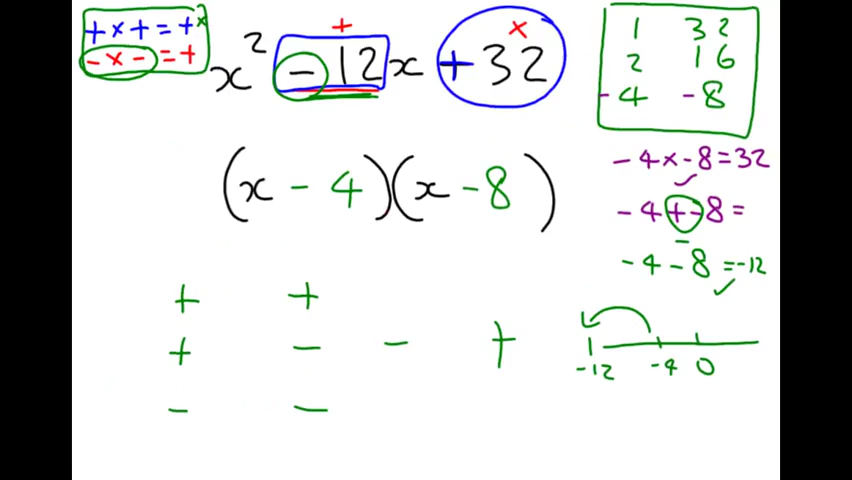 + x + = + x
- x - = +
+
x
x² - 12x + 32
1 32
2 16
- 4 - 8
- 4 x - 8 = 32
- 4 + - 8 =
-
- 4 - 8 = -12
(x - 4)(x - 8)
+ +
+ - - +
- -
-12 -4 0